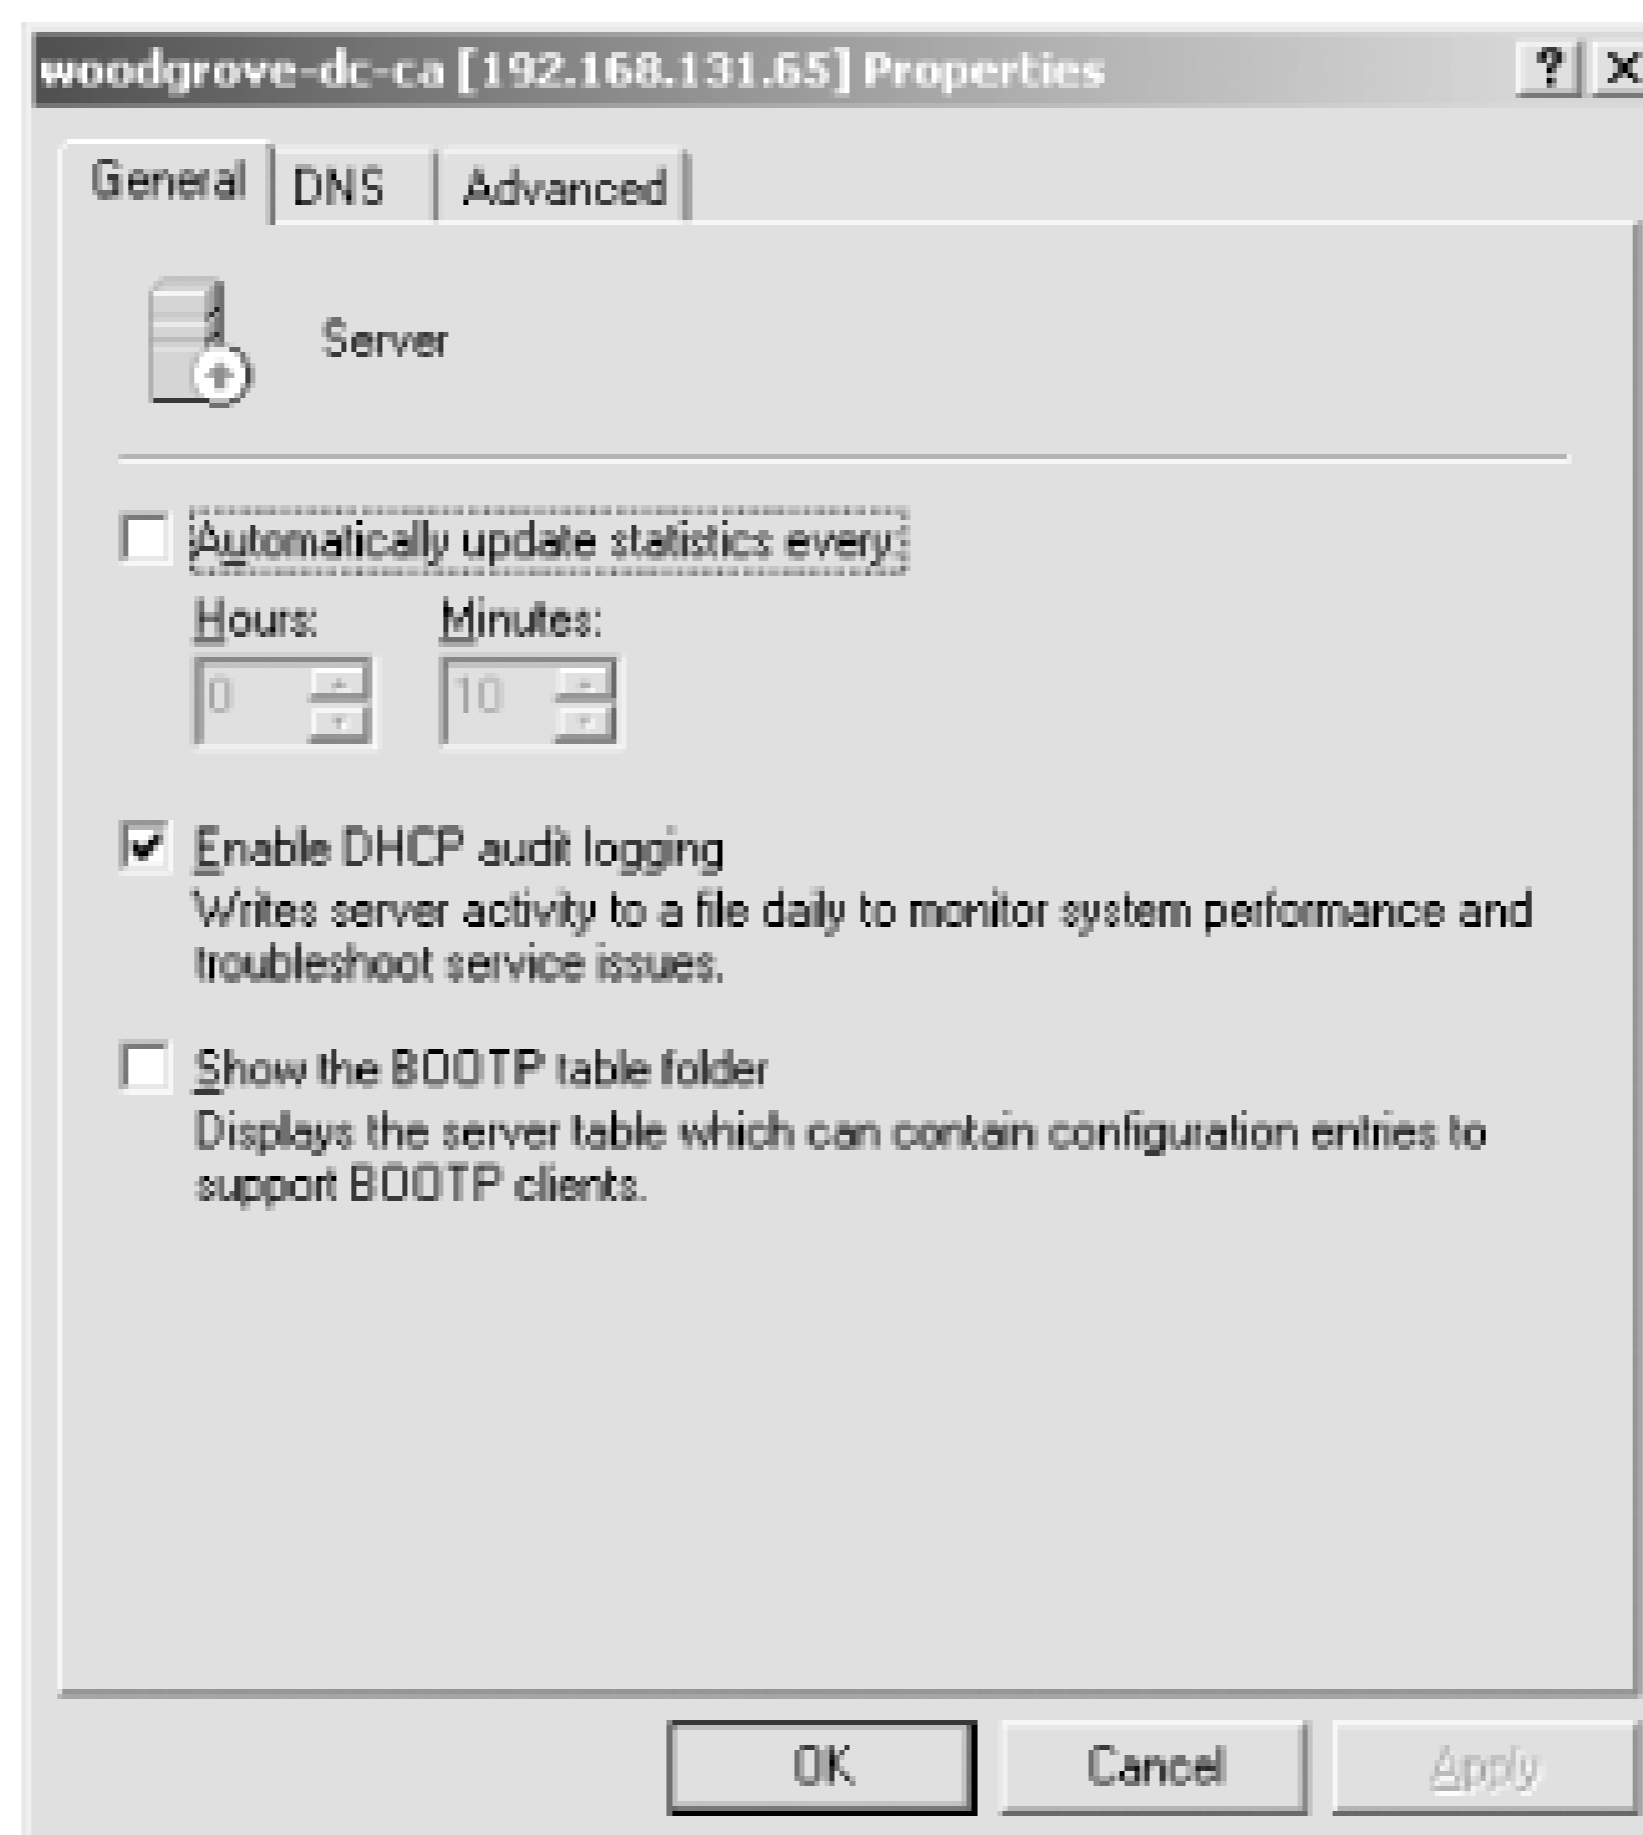 woodgrove-dc-ca [192.168.131.65] Properties
General DNS Advanced
Server
Automatically update statistics every:
Hours: Minutes:
0 10
Enable DHCP audit logging
Writes server activity to a file daily to monitor system performance and
troubleshoot service issues.
Show the BOOTP table folder
Displays the server table which can contain configuration entries to
support BOOTP clients.
OK Cancel Apply